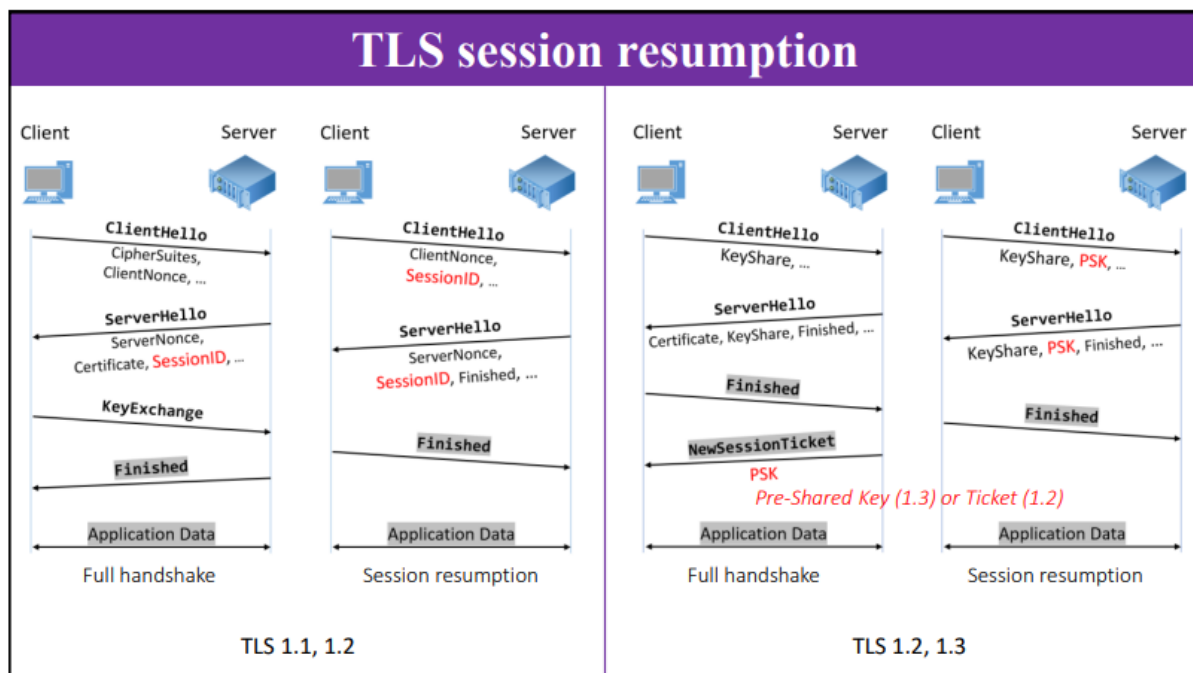 TLS session resumption
Client
Server
ClientHello
CipherSuites,
ClientNonce, ...
ServerHello
ServerNonce,
Certificate, SessionID, ...
KeyExchange
Finished
Application Data
Full handshake
Client
Server
ClientHello
ClientNonce,
SessionID, ...
ServerHello
ServerNonce,
SessionID, Finished, ...
Finished
Application Data
Session resumption
TLS 1.1, 1.2
Client
Server
ClientHello
KeyShare, ...
ServerHello
Certificate, KeyShare, Finished, ...
Finished
NewSessionTicket
PSK
Pre-Shared Key (1.3) or Ticket (1.2)
Application Data
Full handshake
Client
Server
ClientHello
KeyShare, PSK, ...
ServerHello
KeyShare, PSK, Finished, ...
Finished
Application Data
Session resumption
TLS 1.2, 1.3